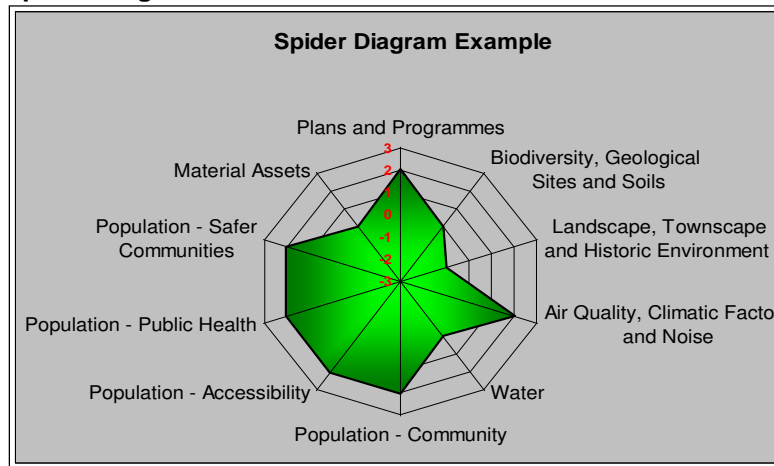 Spider Diagram Example
Plans and Programmes
3
2
1
0
-1
-2
-3
Biodiversity, Geological
Sites and Soils
Landscape, Townscape
and Historic Environment
Air Quality, Climatic Facto
and Noise
Water
Population - Community
Population - Accessibility
Population - Public Health
Population - Safer
Communities
Material Assets